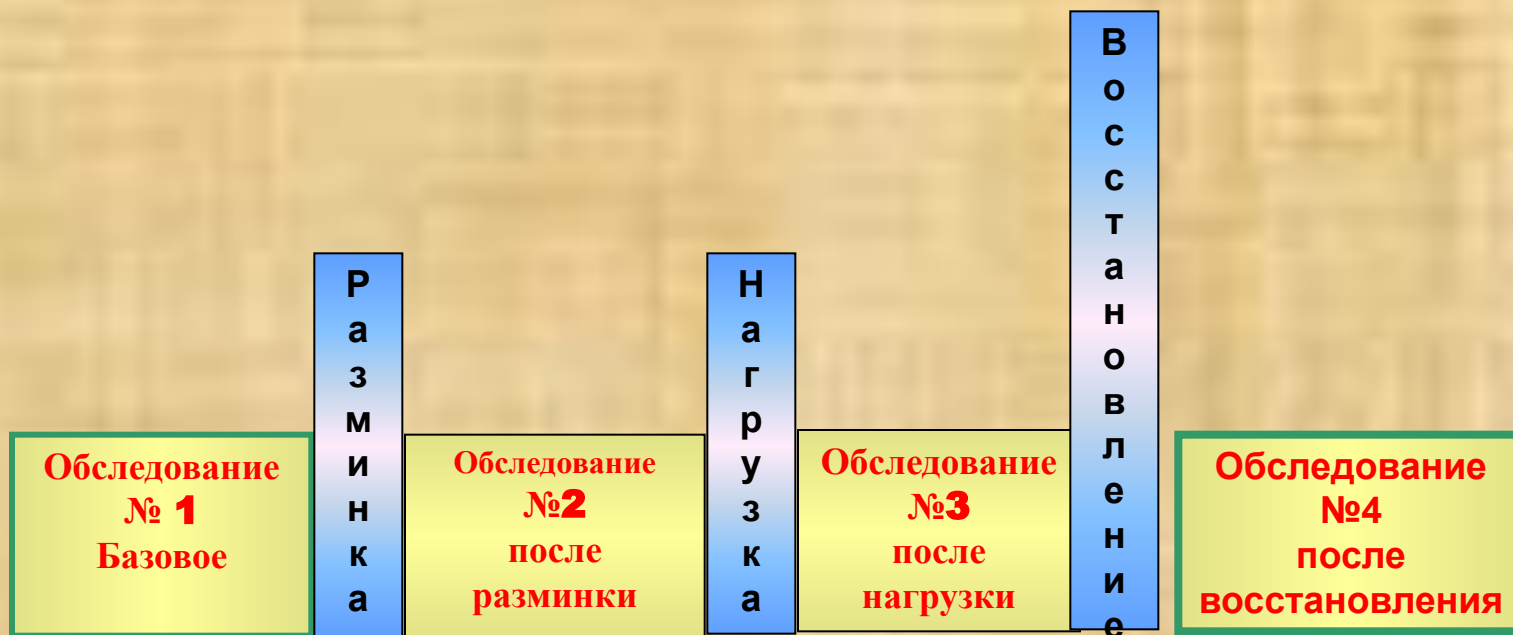 Обследование
№ 1
Базовое
Разминка
Обследование
№2
после
разминки
Нагрузка
Обследование
№3
после
нагрузки
Восстановление
Обследование
№4
после
восстановления